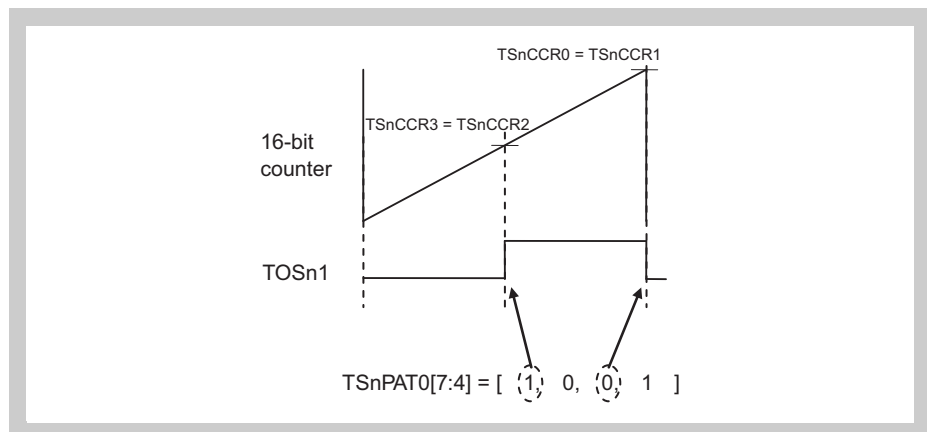 TSnCCR0 = TSnCCR1
TSnCCR3 = TSnCCR2
16-bit
counter
TOSn1
TSnPAT0[7:4] = [ 1, 0, 0, 1 ]